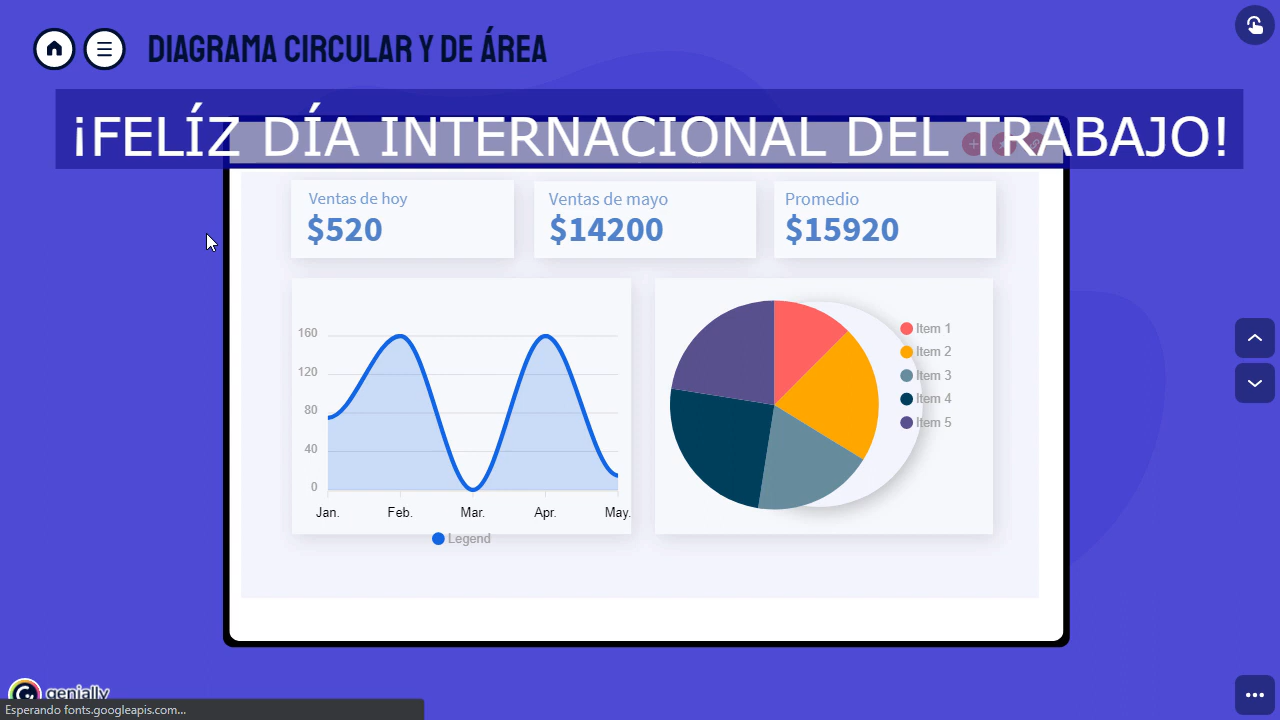 DIAGRAMA CIRCULAR Y DE ÁREA
¡FELÍZ DÍA INTERNACIONAL DEL TRABAJO!
Ventas de hoy
$520
Ventas de mayo
$14200
Promedio
$15920
160
120
80
40
0
Jan.
Feb.
Mar.
Apr.
May.
Legend
Item 1
Item 2
Item 3
Item 4
Item 5
genially
Esperando fonts.googleapis.com...